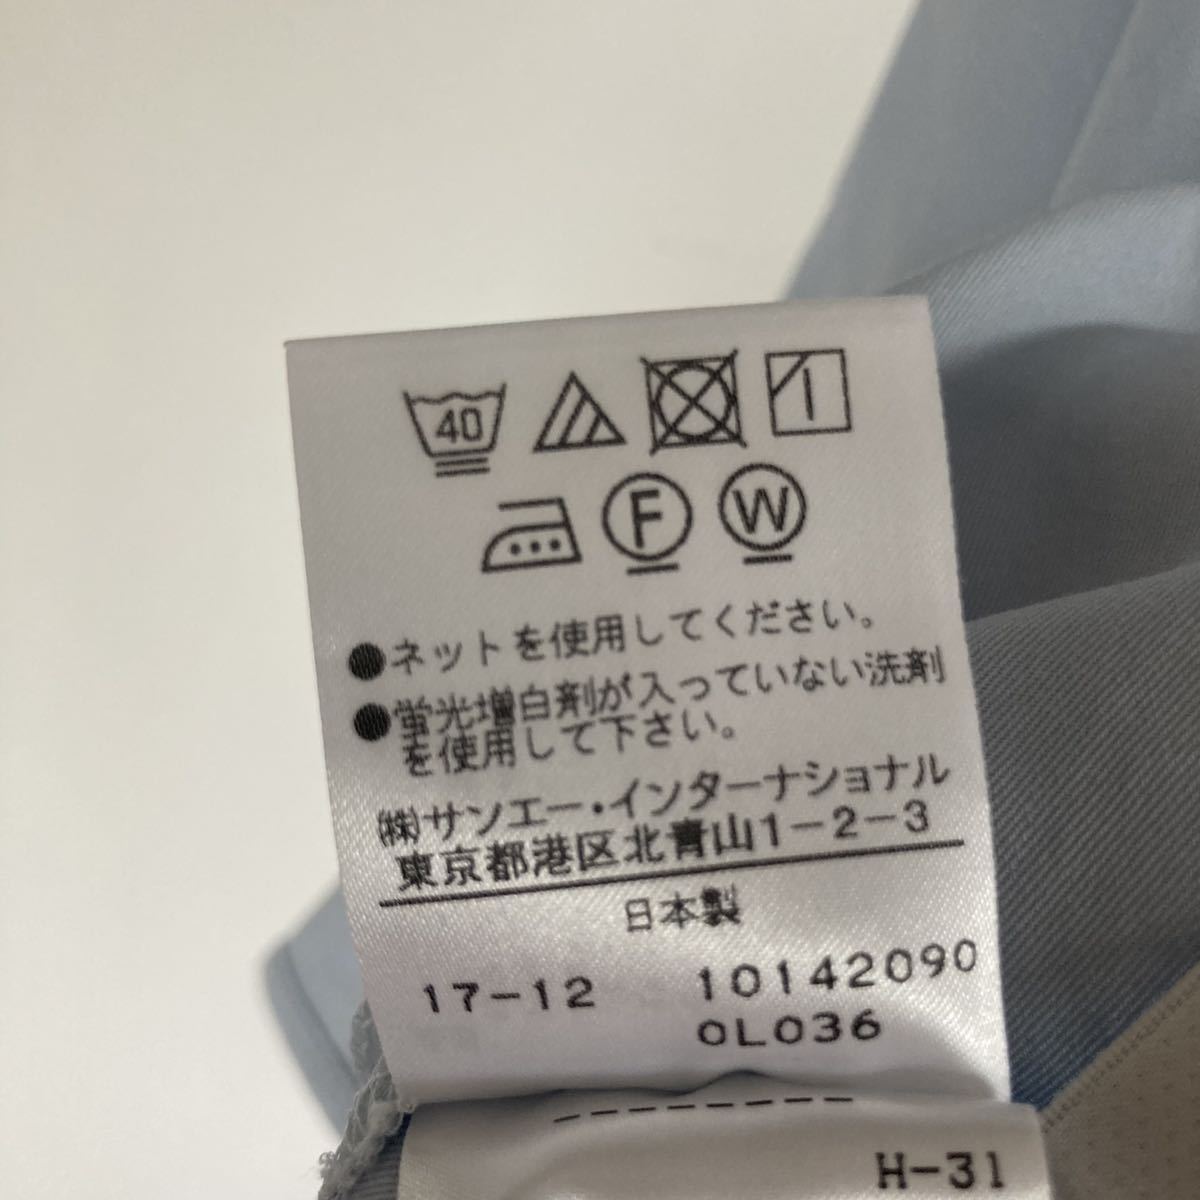 40
F W
●ネットを使用してください。
●蛍光増白剤が入っていない洗剤
を使用して下さい。
(株)サンエー・インターナショナル
東京都港区北青山1-2-3
日本製
17-12 10142090
0L036
H-31